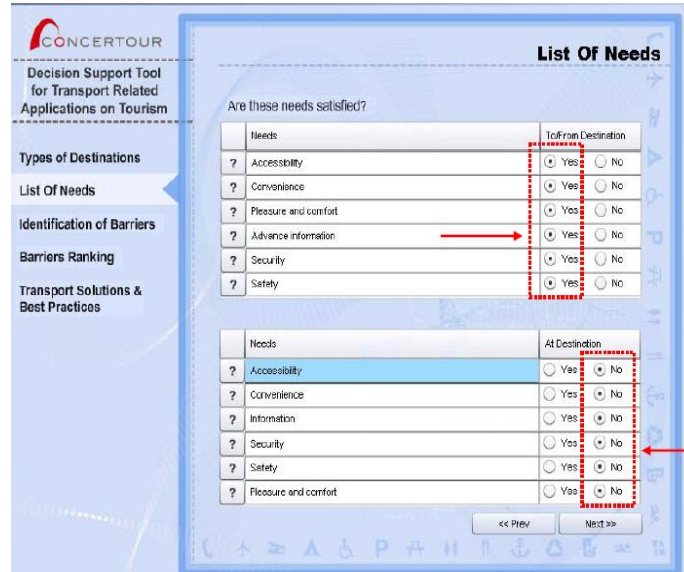 CONCERTOUR
Decision Support Tool
for Transport Related
Applications on Tourism
Types of Destinations
List Of Needs
Identification of Barriers
Barriers Ranking
Transport Solutions &
Best Practices
List Of Needs
Are these needs satisfied?
Needs To/From Destination
? Accessibility Yes No
? Convenience Yes No
? Pleasure and comfort Yes No
? Advance information Yes No
? Security Yes No
? Safety Yes No
Needs At Destination
? Accessibility Yes No
? Convenience Yes No
? Information Yes No
? Security Yes No
? Safety Yes No
? Pleasure and comfort Yes No
<< Prev Next >>